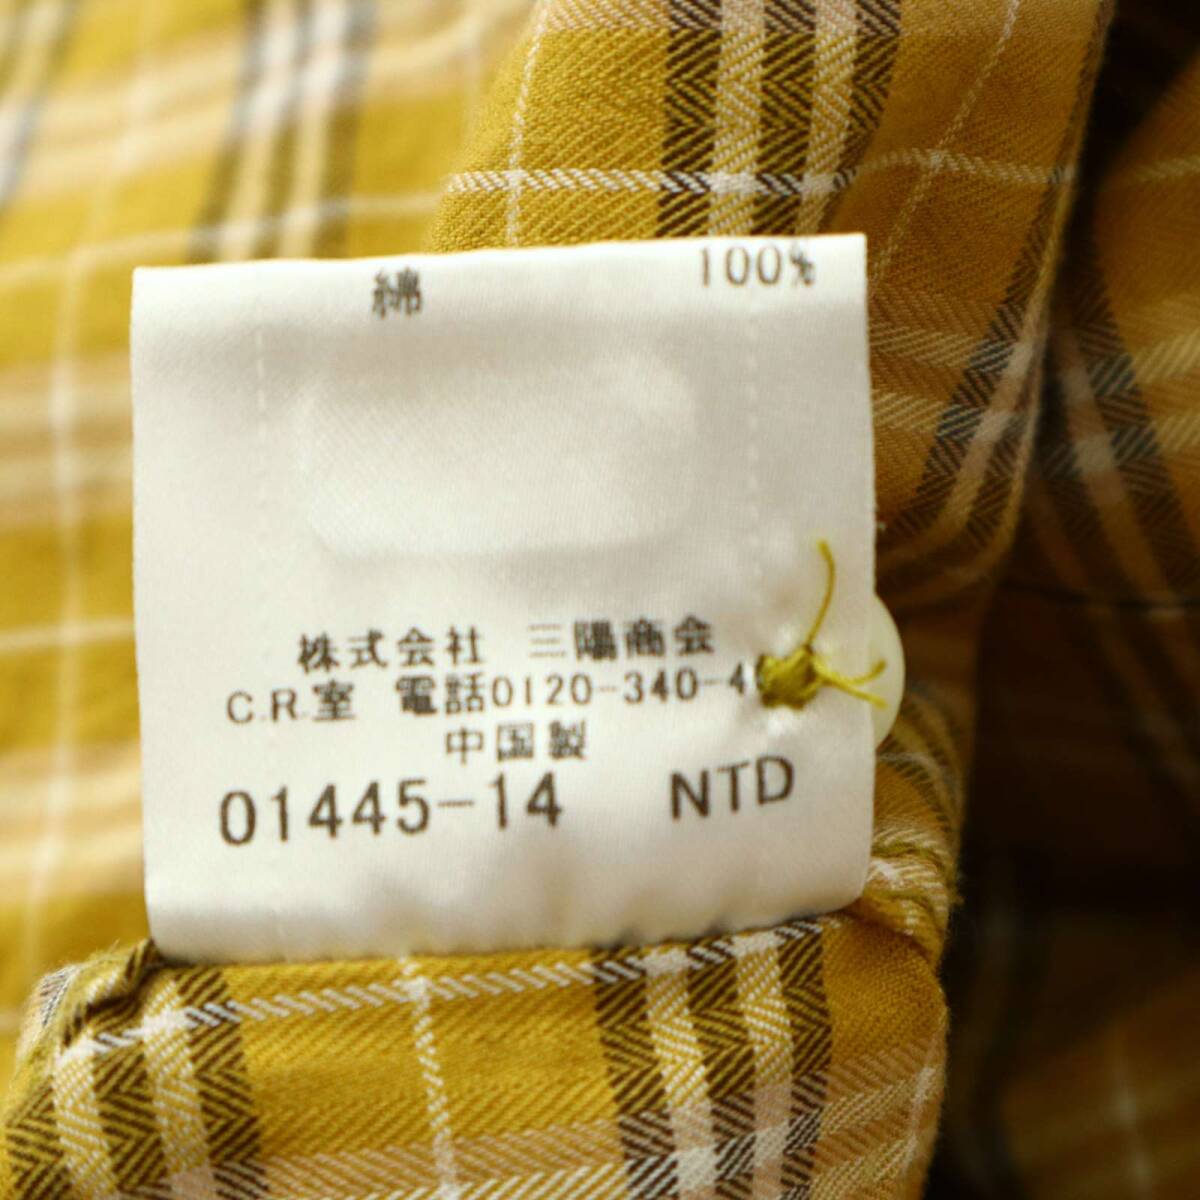 綿 100%
株式会社 三陽商会
C.R.室 電話0120-340-4
中国製
01445-14 NTD